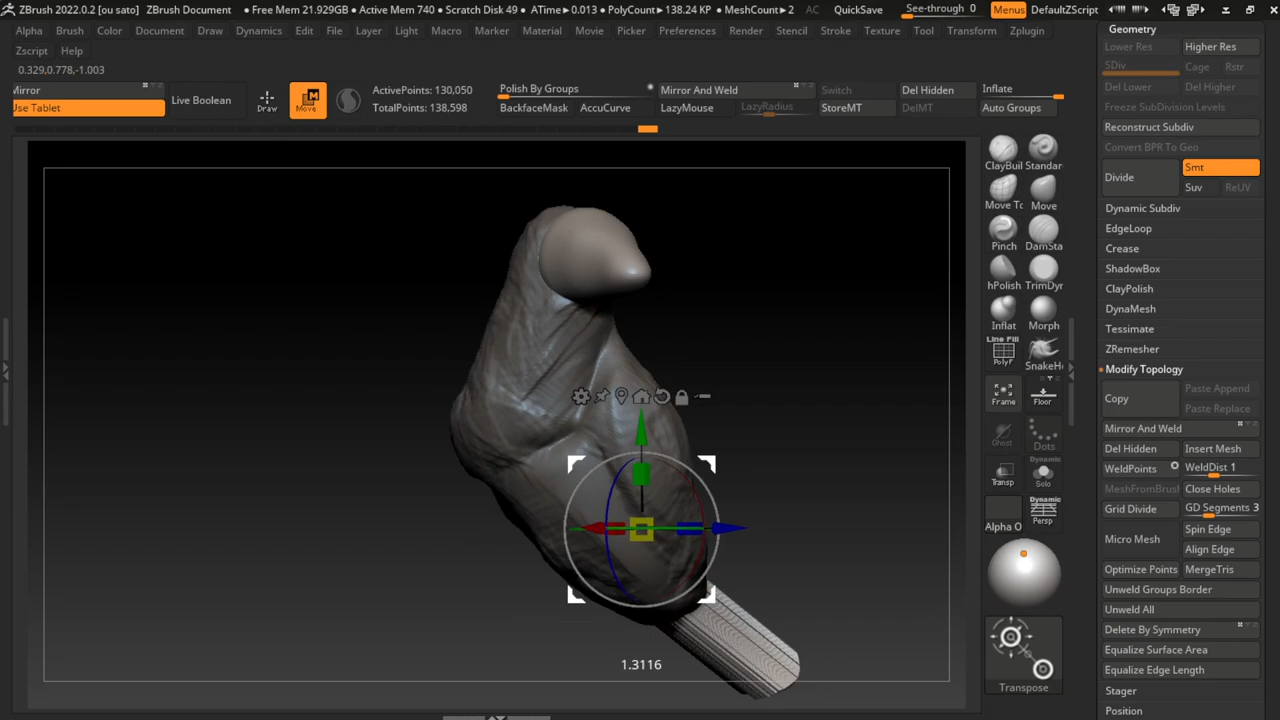 ZBrush 2022.0.2 [ou sato] ZBrush Document • Free Mem 21.929GB • Active Mem 740 • Scratch Disk 49 • ATime▸0.013 • PolyCount▸138.24 KP • MeshCount▸2 AC QuickSave See-through 0 Menus DefaultZScript
Alpha Brush Color Document Draw Dynamics Edit File Layer Light Macro Marker Material Movie Picker Preferences Render Stencil Stroke Texture Tool Transform Zplugin
Zscript Help
0.329,0.778,-1.003
Mirror
Use Tablet
Live Boolean
Draw
Move
ActivePoints: 130,050
TotalPoints: 138,598
Polish By Groups
BackfaceMask AccuCurve
Mirror And Weld
LazyMouse LazyRadius
Switch
StoreMT
Del Hidden
DelMT
Inflate
Auto Groups
ClayBuil Standar
Move To Move
Pinch DamSta
hPolish TrimDyn
Inflat Morph
Line Fill
PolyF
SnakeHo
Frame Floor
Ghost Dots
Transp
Dynamic
Solo
Alpha O
Dynamic
Persp
Transpose
1.3116
Geometry
Lower Res Higher Res
SDiv Cage Rstr
Del Lower Del Higher
Freeze SubDivision Levels
Reconstruct Subdiv
Convert BPR To Geo
Divide
Smt
Suv ReUV
Dynamic Subdiv
EdgeLoop
Crease
ShadowBox
ClayPolish
DynaMesh
Tessimate
ZRemesher
Modify Topology
Copy
Paste Append
Paste Replace
Mirror And Weld
Del Hidden Insert Mesh
WeldPoints WeldDist 1
MeshFromBrush Close Holes
Grid Divide GD Segments 3
Micro Mesh
Spin Edge
Align Edge
Optimize Points MergeTris
Unweld Groups Border
Unweld All
Delete By Symmetry
Equalize Surface Area
Equalize Edge Length
Stager
Position